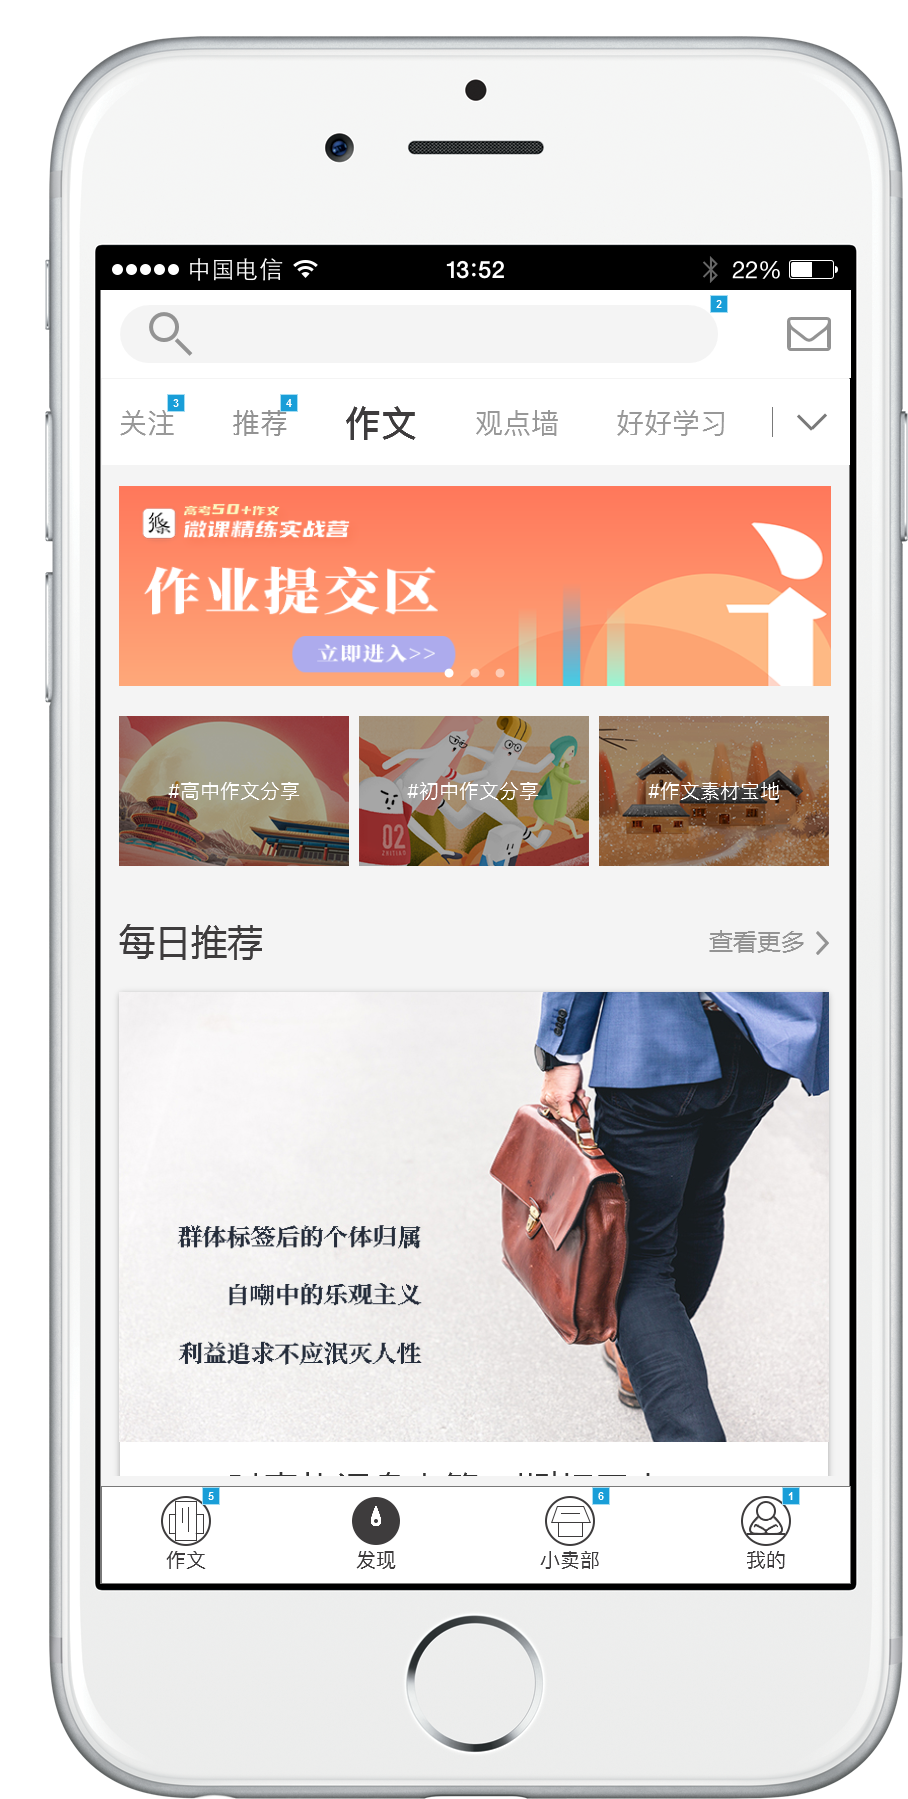 中国电信 13:52 22%
2
关注 3 推荐 4 作文 观点墙 好好学习
纸条 高考50+作文
微课精练实战营
作业提交区
立即进入>>
#高中作文分享 #初中作文分享 #作文素材宝地
02
ZHITIAO
每日推荐 查看更多
群体标签后的个体归属
自嘲中的乐观主义
利益追求不应泯灭人性
5 6 1
作文 发现 小卖部 我的